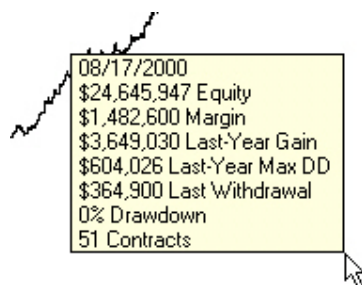 08/17/2000
$24,645,947 Equity
$1,482,600 Margin
$3,649,030 Last-Year Gain
$604,026 Last-Year Max DD
$364,900 Last Withdrawal
0% Drawdown
51 Contracts